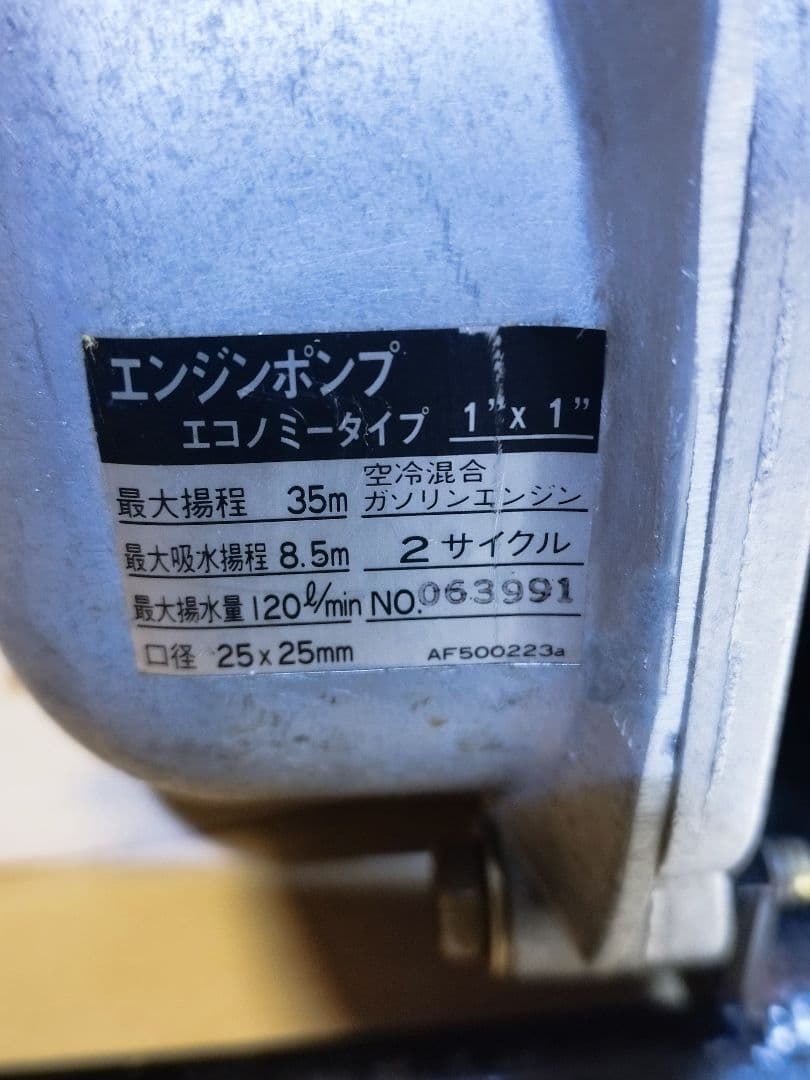 エンジンポンプ
エコノミータイプ 1”x 1”
最大揚程 35m
空冷混合
ガソリンエンジン
最大吸水揚程 8.5m
2サイクル
最大揚水量 120ℓ/min
NO.063991
口径 25x25mm
AF500223a